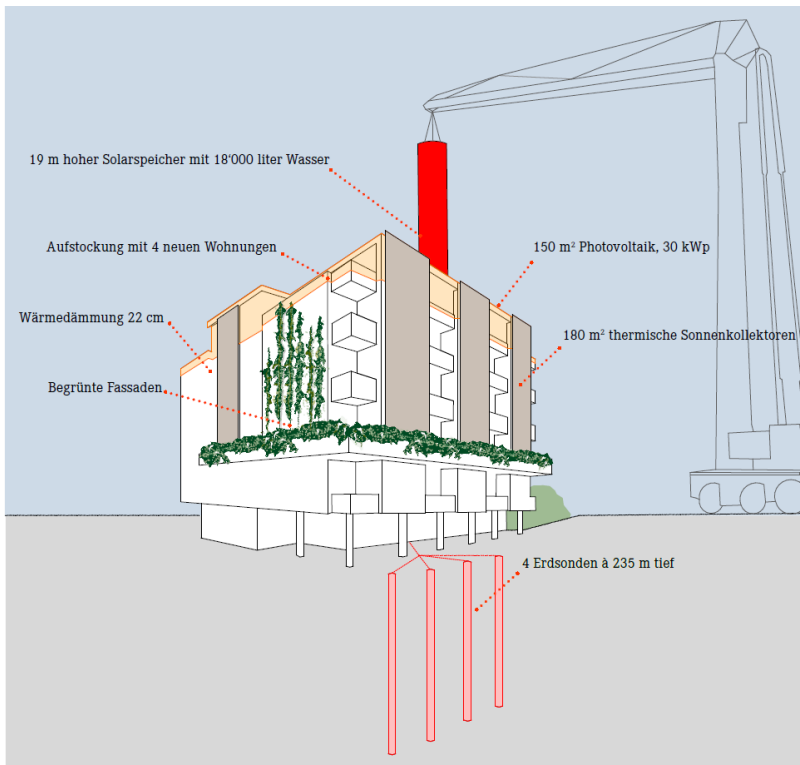 19 m hoher Solarspeicher mit 18'000 liter Wasser
Aufstockung mit 4 neuen Wohnungen
150 m² Photovoltaik, 30 kWp
Wärmedämmung 22 cm
180 m² thermische Sonnenkollektoren
Begrünte Fassaden
4 Erdsonden à 235 m tief